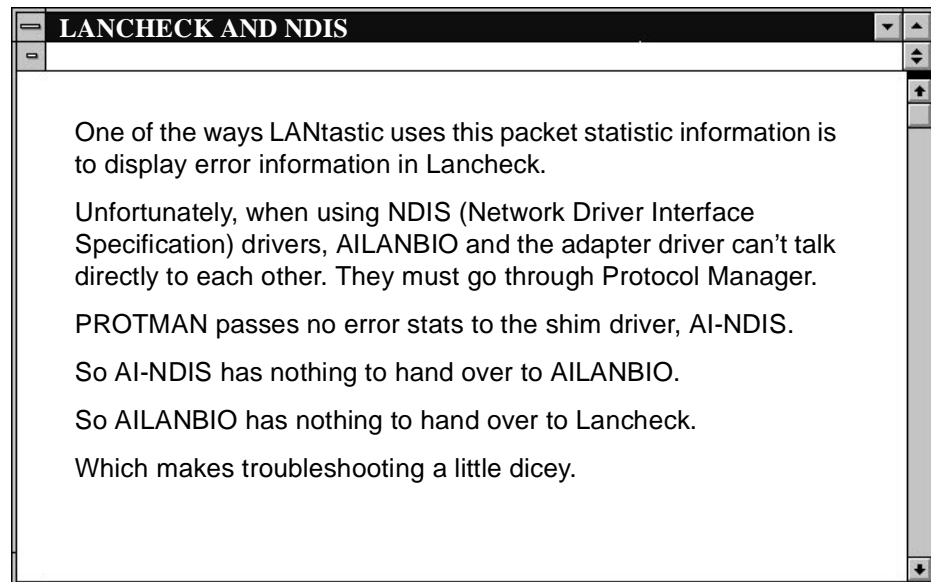 LANCHECK AND NDIS
One of the ways LANtastic uses this packet statistic information is
to display error information in Lancheck.
Unfortunately, when using NDIS (Network Driver Interface
Specification) drivers, AILANBIO and the adapter driver can't talk
directly to each other. They must go through Protocol Manager.
PROTMAN passes no error stats to the shim driver, AI-NDIS.
So AI-NDIS has nothing to hand over to AILANBIO.
So AILANBIO has nothing to hand over to Lancheck.
Which makes troubleshooting a little dicey.